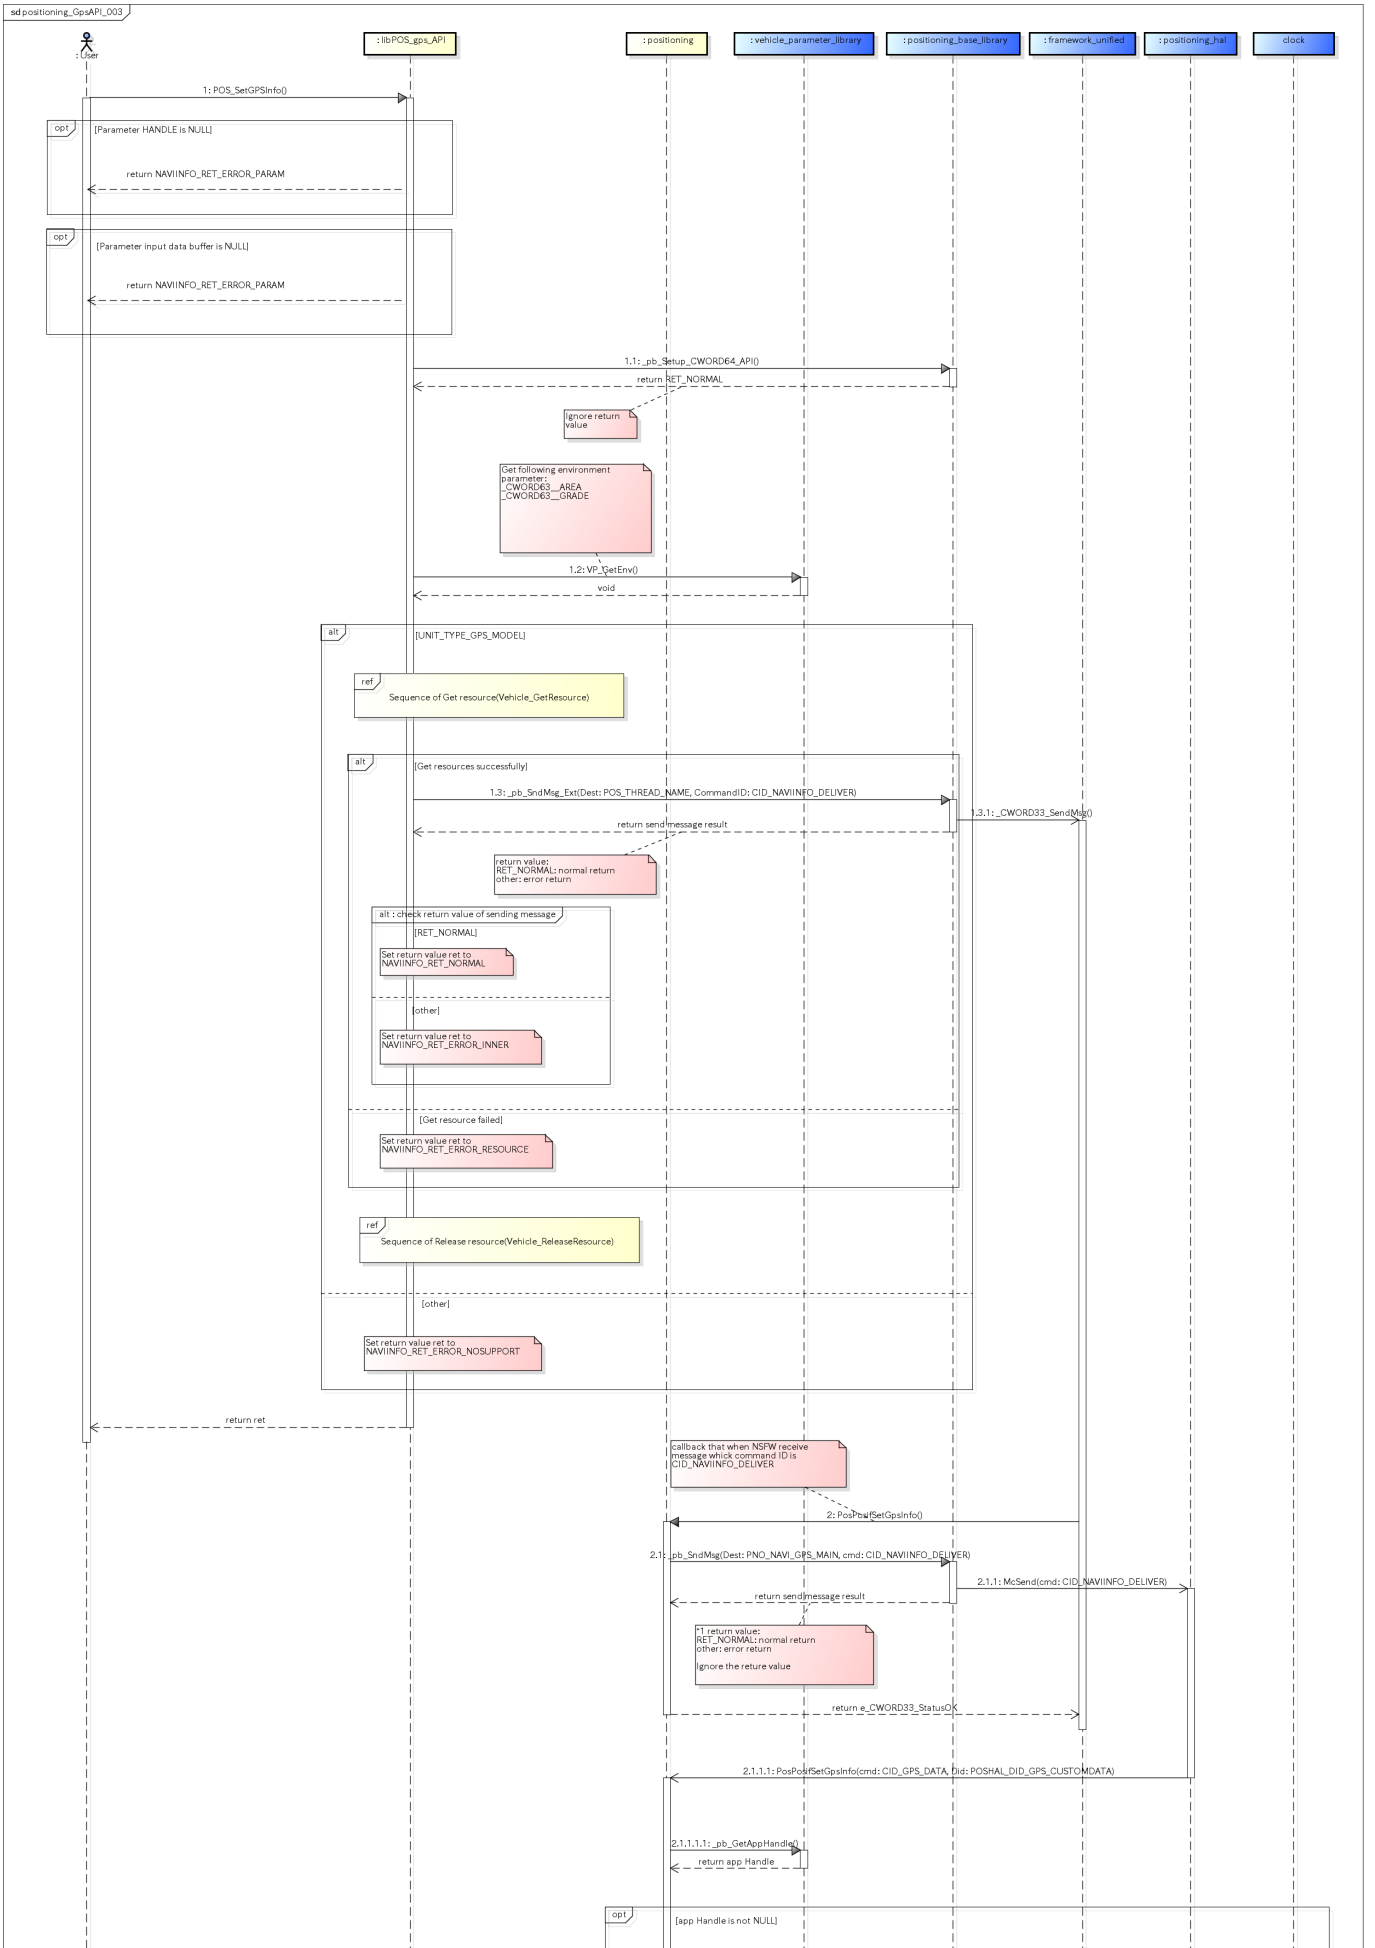 sd positioning_GpsAPI_003
: User
: libPOS_gps_API
: positioning
: vehicle_parameter_library
: positioning_base_library
: framework_unified
: positioning_hal
clock
1: POS_SetGPSInfo()
opt
[Parameter HANDLE is NULL]
return NAVIINFO_RET_ERROR_PARAM
opt
[Parameter input data buffer is NULL]
return NAVIINFO_RET_ERROR_PARAM
1.1: _pb_Setup_CWORD64_API()
return RET_NORMAL
Ignore return
value
Get following environment
parameter:
_CWORD63__AREA
_CWORD63__GRADE
1.2: VP_GetEnv()
void
alt
[UNIT_TYPE_GPS_MODEL]
ref
Sequence of Get resource(Vehicle_GetResource)
alt
[Get resources successfully]
1.3: _pb_SndMsg_Ext(Dest: POS_THREAD_NAME, CommandID: CID_NAVIINFO_DELIVER)
1.3.1: _CWORD33_SendMsg()
return send message result
return value:
RET_NORMAL: normal return
other: error return
alt : check return value of sending message
[RET_NORMAL]
Set return value ret to
NAVIINFO_RET_NORMAL
[other]
Set return value ret to
NAVIINFO_RET_ERROR_INNER
[Get resource failed]
Set return value ret to
NAVIINFO_RET_ERROR_RESOURCE
ref
Sequence of Release resource(Vehicle_ReleaseResource)
[other]
Set return value ret to
NAVIINFO_RET_ERROR_NOSUPPORT
return ret
callback that when NSFW receive
message whick command ID is
CID_NAVIINFO_DELIVER
2: PosPosifSetGpsInfo()
2.1: _pb_SndMsg(Dest: PNO_NAVI_GPS_MAIN, cmd: CID_NAVIINFO_DELIVER)
2.1.1: McSend(cmd: CID_NAVIINFO_DELIVER)
return send message result
*1 return value:
RET_NORMAL: normal return
other: error return
Ignore the reture value
return e_CWORD33_StatusOK
2.1.1.1: PosPosifSetGpsInfo(cmd: CID_GPS_DATA, Did: POSHAL_DID_GPS_CUSTOMDATA)
2.1.1.1.1: _pb_GetAppHandle()
return app Handle
opt
[app Handle is not NULL]